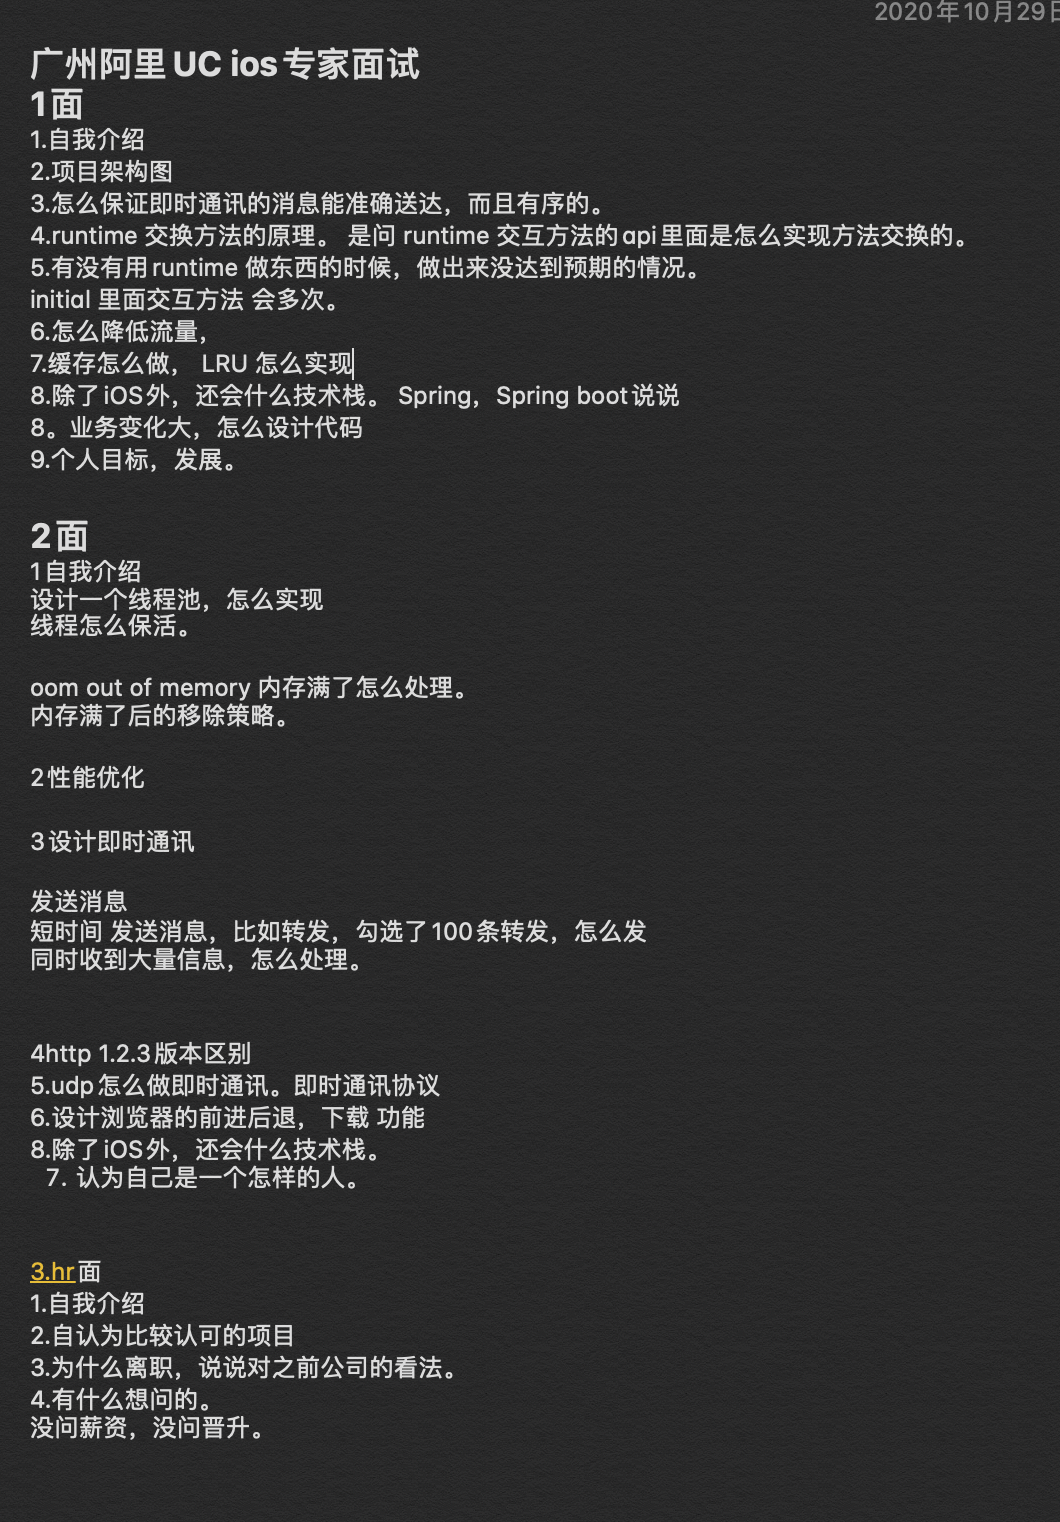 2020年10月29日
广州阿里 UC ios 专家面试
1面
1.自我介绍
2.项目架构图
3.怎么保证即时通讯的消息能准确送达，而且有序的。
4.runtime 交换方法的原理。 是问 runtime 交互方法的api里面是怎么实现方法交换的。
5.有没有用runtime 做东西的时候，做出来没达到预期的情况。
initial 里面交互方法 会多次。
6.怎么降低流量，
7.缓存怎么做， LRU 怎么实现
8.除了iOS外，还会什么技术栈。 Spring，Spring boot说说
8。业务变化大，怎么设计代码
9.个人目标，发展。
2面
1自我介绍
设计一个线程池，怎么实现
线程怎么保活。
oom out of memory 内存满了怎么处理。
内存满了后的移除策略。
2性能优化
3设计即时通讯
发送消息
短时间 发送消息，比如转发，勾选了100条转发，怎么发
同时收到大量信息，怎么处理。
4http 1.2.3版本区别
5.udp怎么做即时通讯。即时通讯协议
6.设计浏览器的前进后退，下载 功能
8.除了iOS外，还会什么技术栈。
7. 认为自己是一个怎样的人。
3.hr面
1.自我介绍
2.自认为比较认可的项目
3.为什么离职，说说对之前公司的看法。
4.有什么想问的。
没问薪资，没问晋升。